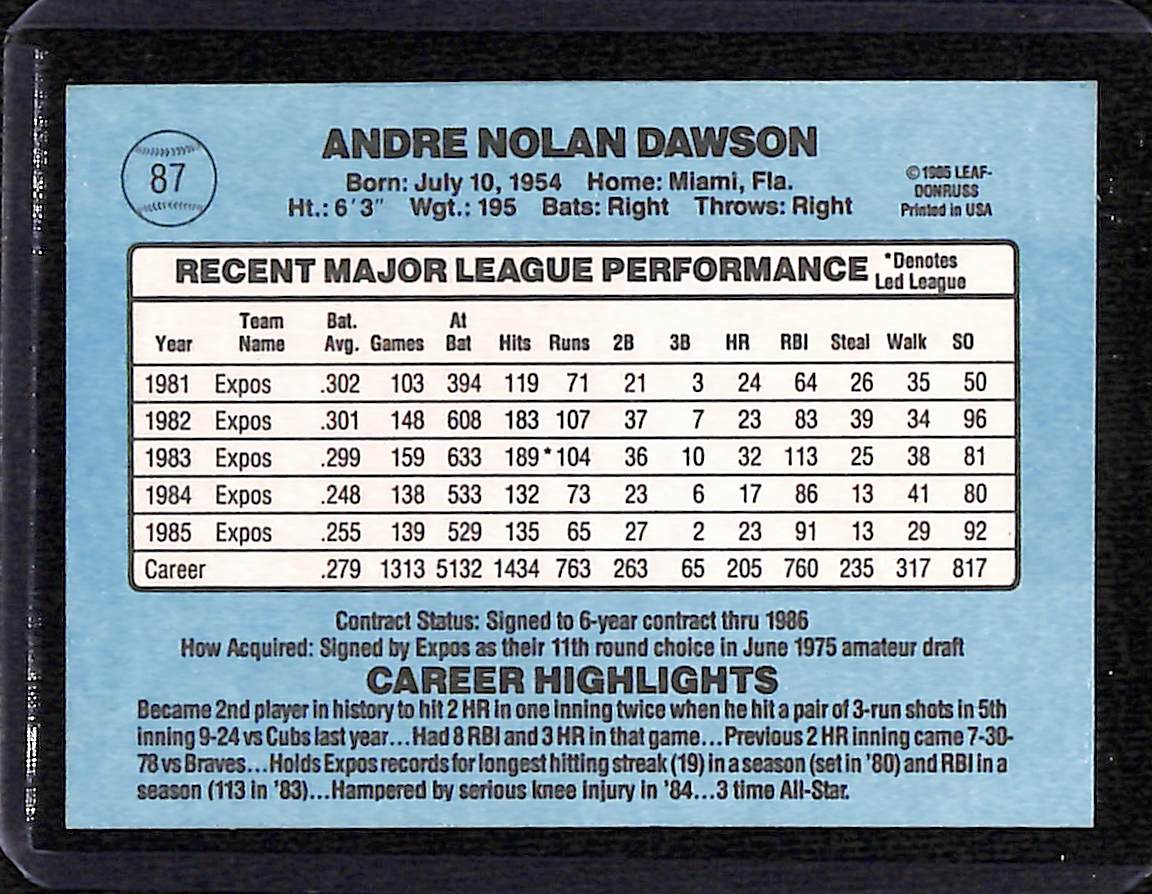 87
ANDRE NOLAN DAWSON
Born: July 10, 1954 Home: Miami, Fla.
Ht.: 6'3" Wgt.: 195 Bats: Right Throws: Right
©1985 LEAF-
DONRUSS
Printed in USA
RECENT MAJOR LEAGUE PERFORMANCE
*Denotes
Led League
Year Team Name Bat. Avg. Games At Bat Hits Runs 2B 3B HR RBI Steal Walk SO
1981 Expos .302 103 394 119 71 21 3 24 64 26 35 50
1982 Expos .301 148 608 183 107 37 7 23 83 39 34 96
1983 Expos .299 159 633 189* 104 36 10 32 113 25 38 81
1984 Expos .248 138 533 132 73 23 6 17 86 13 41 80
1985 Expos .255 139 529 135 65 27 2 23 91 13 29 92
Career .279 1313 5132 1434 763 263 65 205 760 235 317 817
Contract Status: Signed to 6-year contract thru 1986
How Acquired: Signed by Expos as their 11th round choice in June 1975 amateur draft
CAREER HIGHLIGHTS
Became 2nd player in history to hit 2 HR in one inning twice when he hit a pair of 3-run shots in 5th
inning 9-24 vs Cubs last year...Had 8 RBI and 3 HR in that game...Previous 2 HR inning came 7-30-
78 vs Braves...Holds Expos records for longest hitting streak (19) in a season (set in '80) and RBI in a
season (113 in '83)...Hampered by serious knee injury in '84...3 time All-Star.